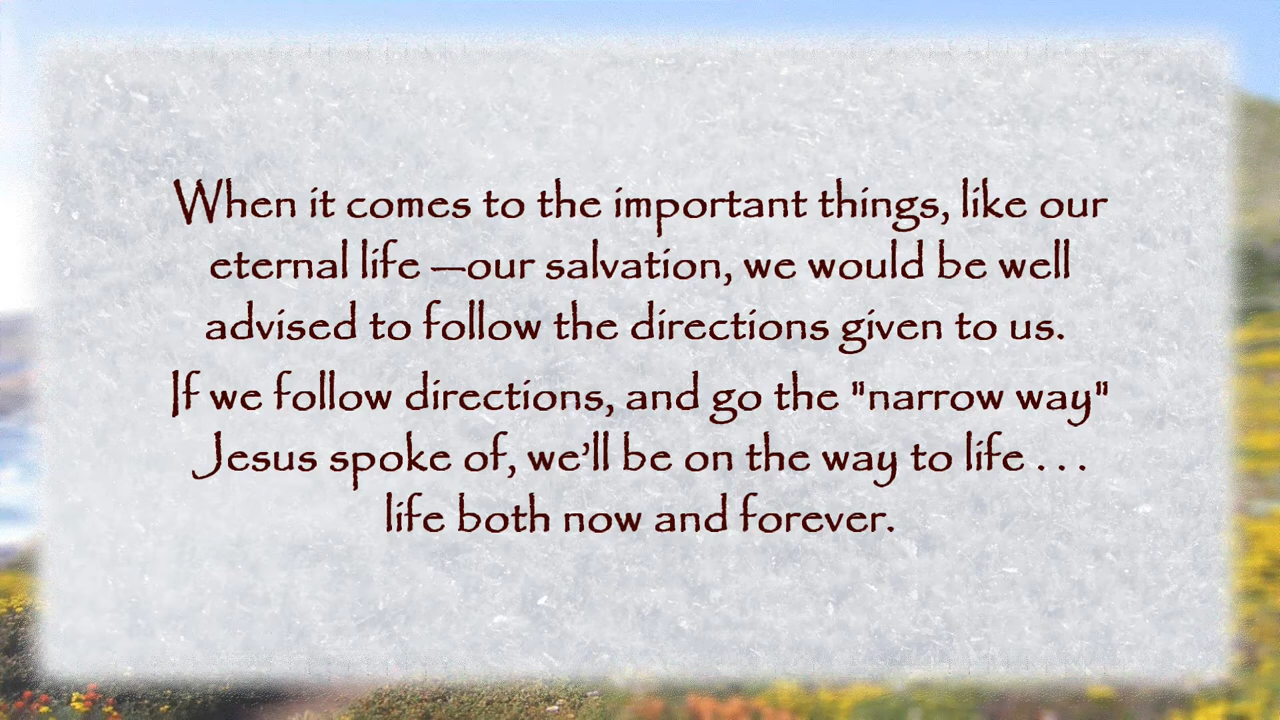 When it comes to the important things, like our
eternal life —our salvation, we would be well
advised to follow the directions given to us.
If we follow directions, and go the "narrow way"
Jesus spoke of, we’ll be on the way to life . . .
life both now and forever.